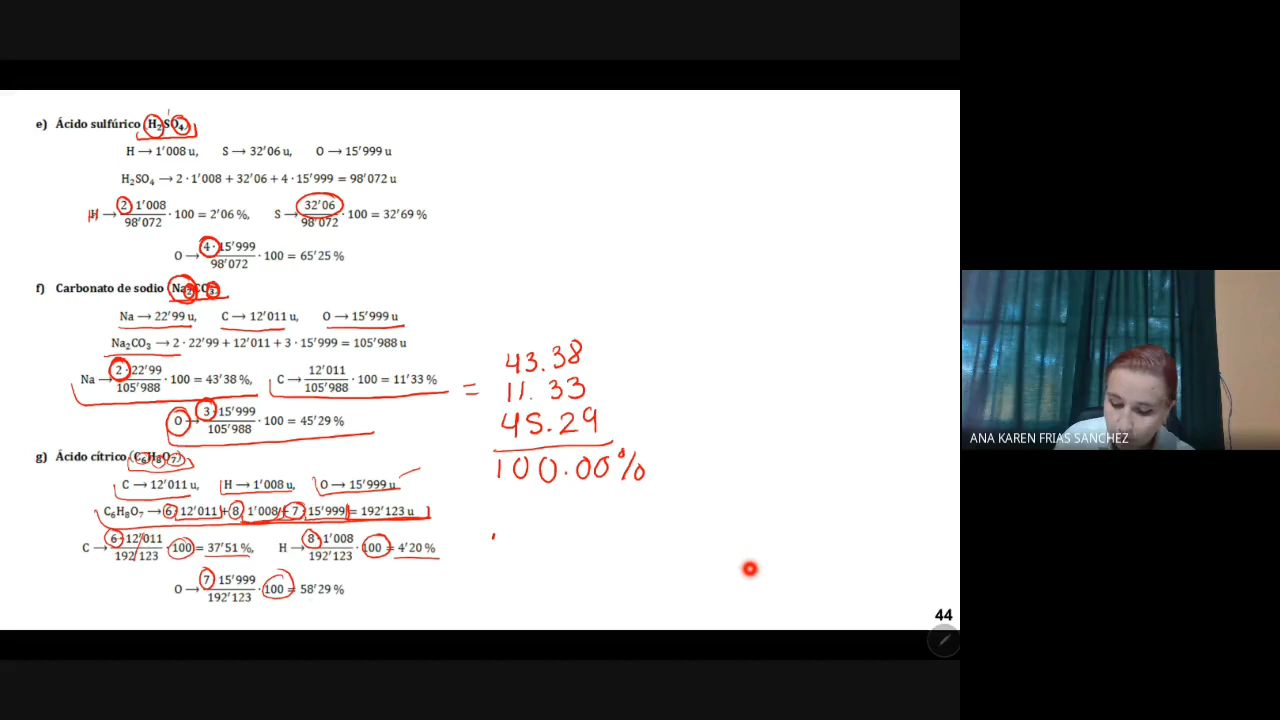 e) Ácido sulfúrico (H₂SO₄)
H → 1'008 u, S → 32'06 u, O → 15'999 u
H₂SO₄ → 2 · 1'008 + 32'06 + 4 · 15'999 = 98'072 u
H → 2 · 1'008 / 98'072 · 100 = 2'06 %, S → 32'06 / 98'072 · 100 = 32'69 %
O → 4 · 15'999 / 98'072 · 100 = 65'25 %
f) Carbonato de sodio (Na₂CO₃)
Na → 22'99 u, C → 12'011 u, O → 15'999 u
Na₂CO₃ → 2 · 22'99 + 12'011 + 3 · 15'999 = 105'988 u
Na → 2 · 22'99 / 105'988 · 100 = 43'38 %, C → 12'011 / 105'988 · 100 = 11'33 %
O → 3 · 15'999 / 105'988 · 100 = 45'29 %
g) Ácido cítrico (C₆H₈O₇)
C → 12'011 u, H → 1'008 u, O → 15'999 u
C₆H₈O₇ → 6 · 12'011 + 8 · 1'008 + 7 · 15'999 = 192'123 u
C → 6 · 12'011 / 192'123 · 100 = 37'51 %, H → 8 · 1'008 / 192'123 · 100 = 4'20 %
O → 7 · 15'999 / 192'123 · 100 = 58'29 %
43.38
= 11.33
45.29
100.00%
44
ANA KAREN FRIAS SANCHEZ